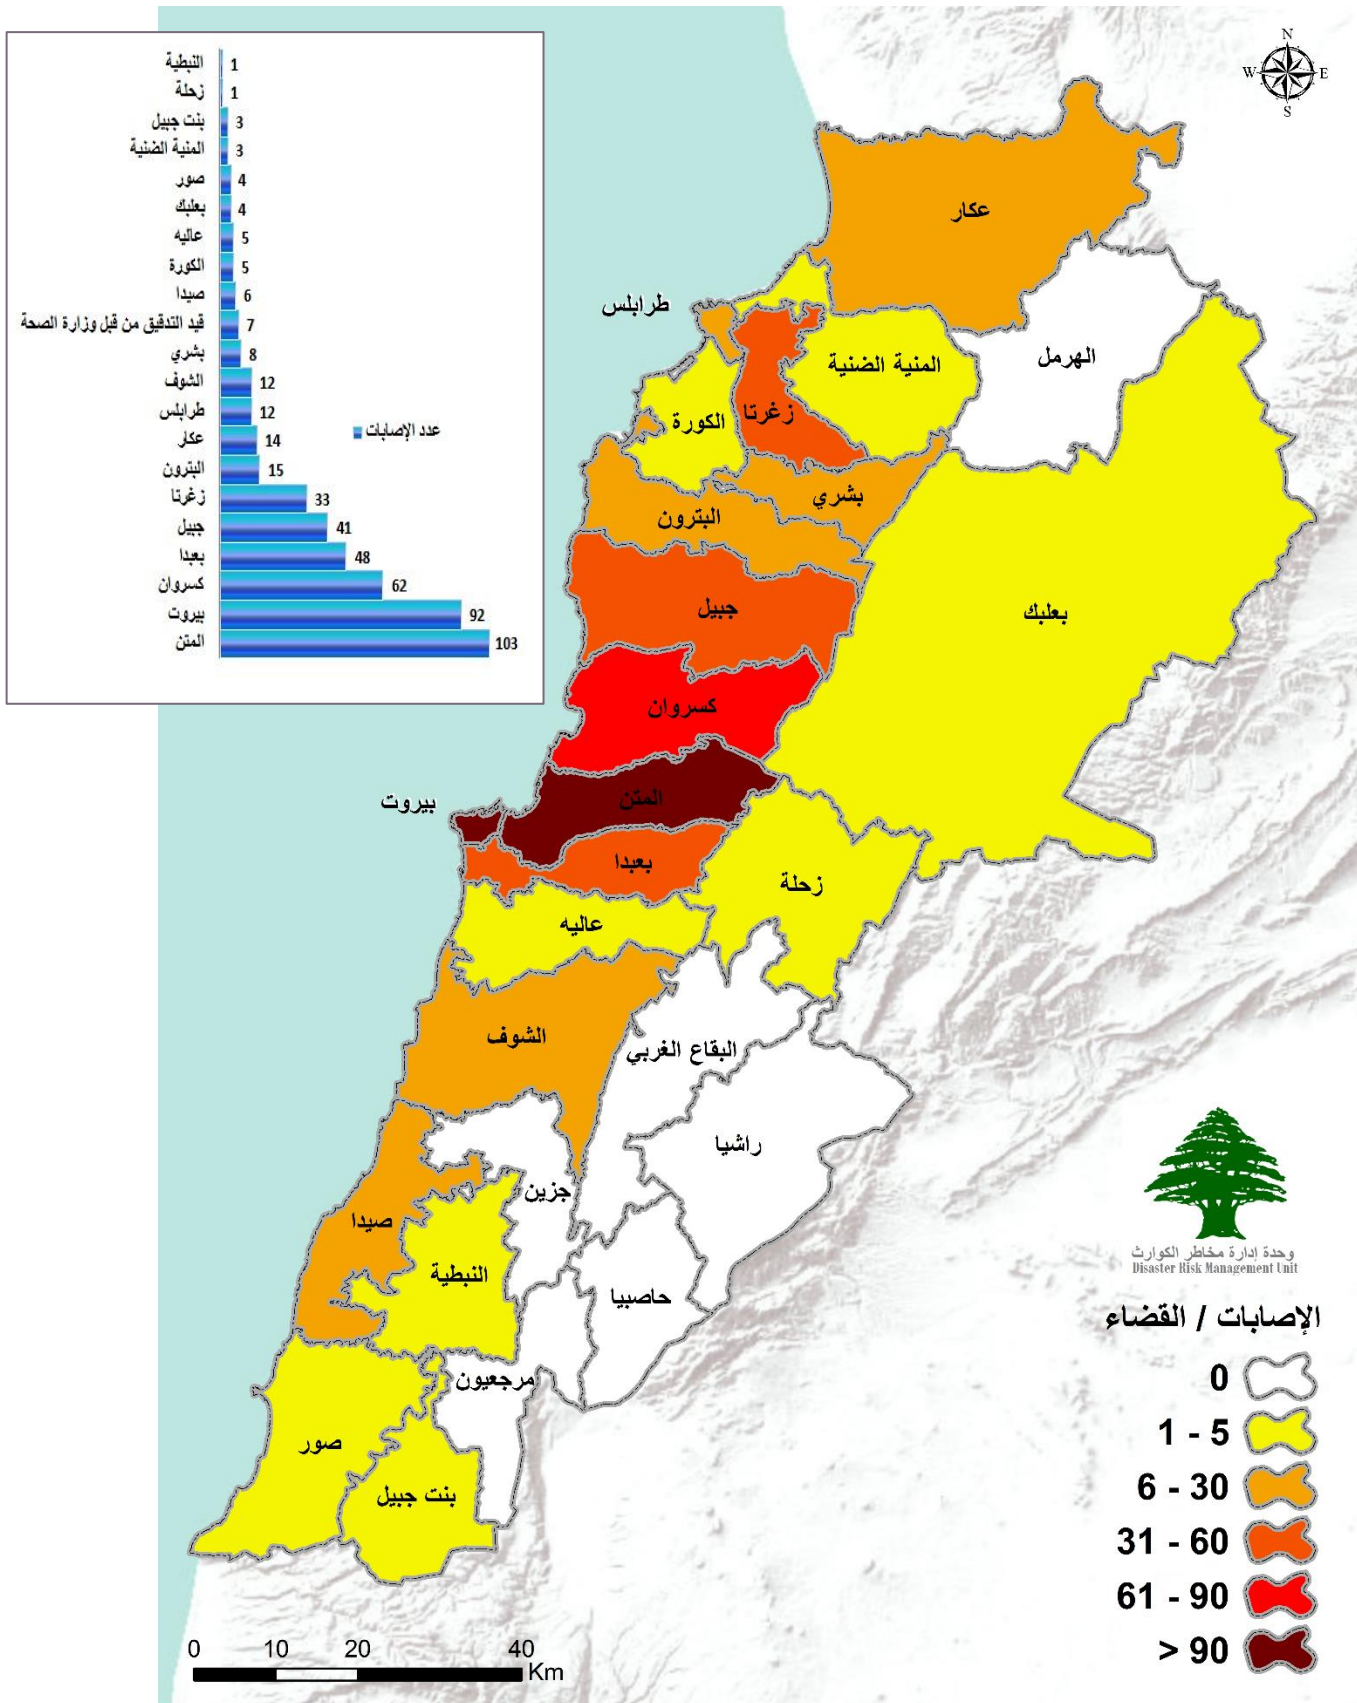 النبطية 1
زحلة 1
بنت جبيل 3
المنية الضنية 3
صور 4
بعلبك 4
عاليه 5
الكورة 5
صيدا 6
قيد التدقيق من قبل وزارة الصحة 7
بشري 8
الشوف 12
طرابلس 12
عكار 14
البترون 15
زغرتا 33
جبيل 41
بعبدا 48
كسروان 62
بيروت 92
المتن 103
عدد الإصابات
N
W E
S
عكار
طرابلس
الهرمل
المنية الضنية
زغرتا
الكورة
بشري
البترون
جبيل
بعلبك
كسروان
المتن
بيروت
بعبدا
زحلة
عاليه
الشوف
البقاع الغربي
راشيا
جزين
صيدا
النبطية
حاصبيا
مرجعيون
صور
بنت جبيل
وحدة إدارة مخاطر الكوارث
Disaster Risk Management Unit
الإصابات / القضاء
0
1 - 5
6 - 30
31 - 60
61 - 90
> 90
0 10 20 40
Km